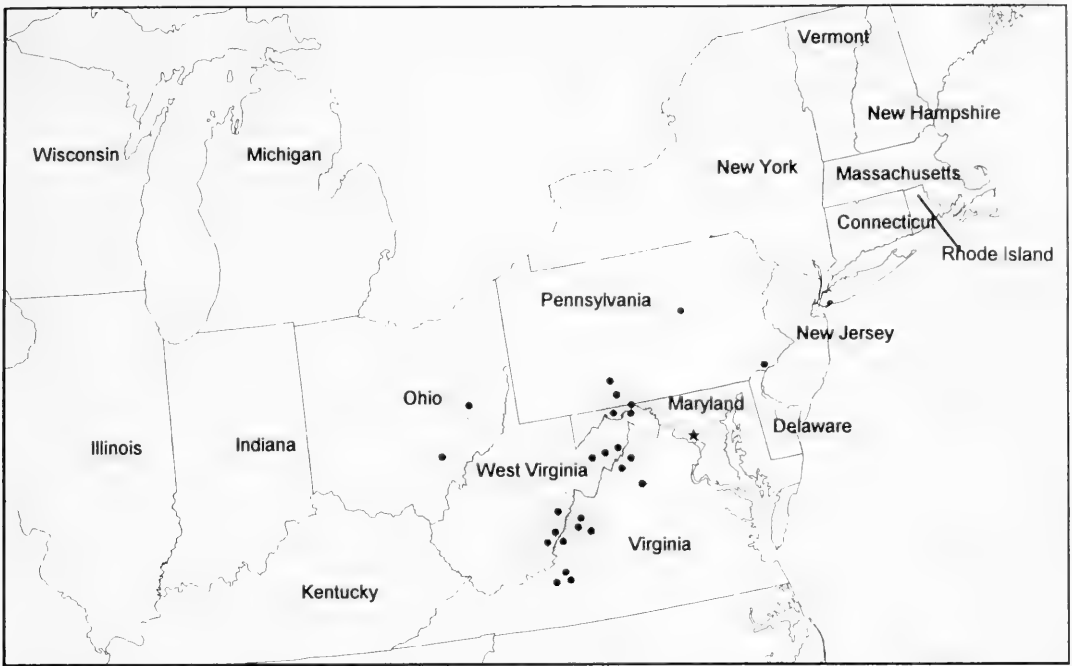 Vermont
New Hampshire
Wisconsin
Michigan
New York
Massachusetts
Connecticut
Rhode Island
Pennsylvania
New Jersey
Ohio
Maryland
Delaware
Illinois
Indiana
West Virginia
Virginia
Kentucky